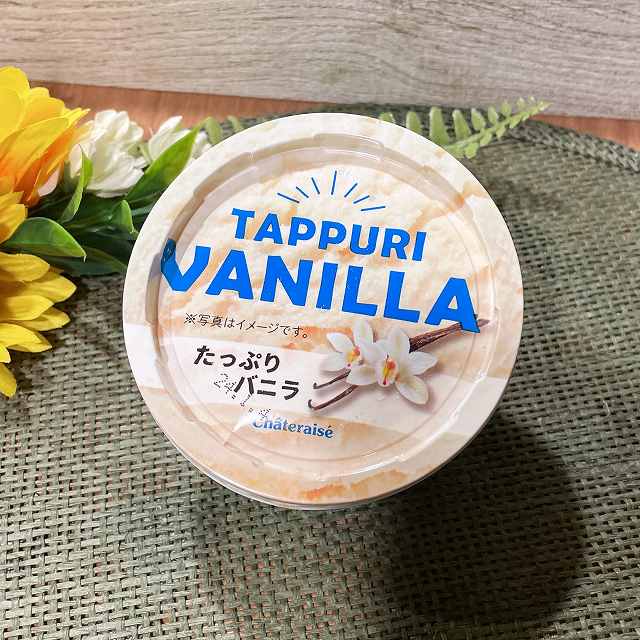 TAPPURI
VANILLA
※写真はイメージです。
たっぷり
バニラ
Châteraisé